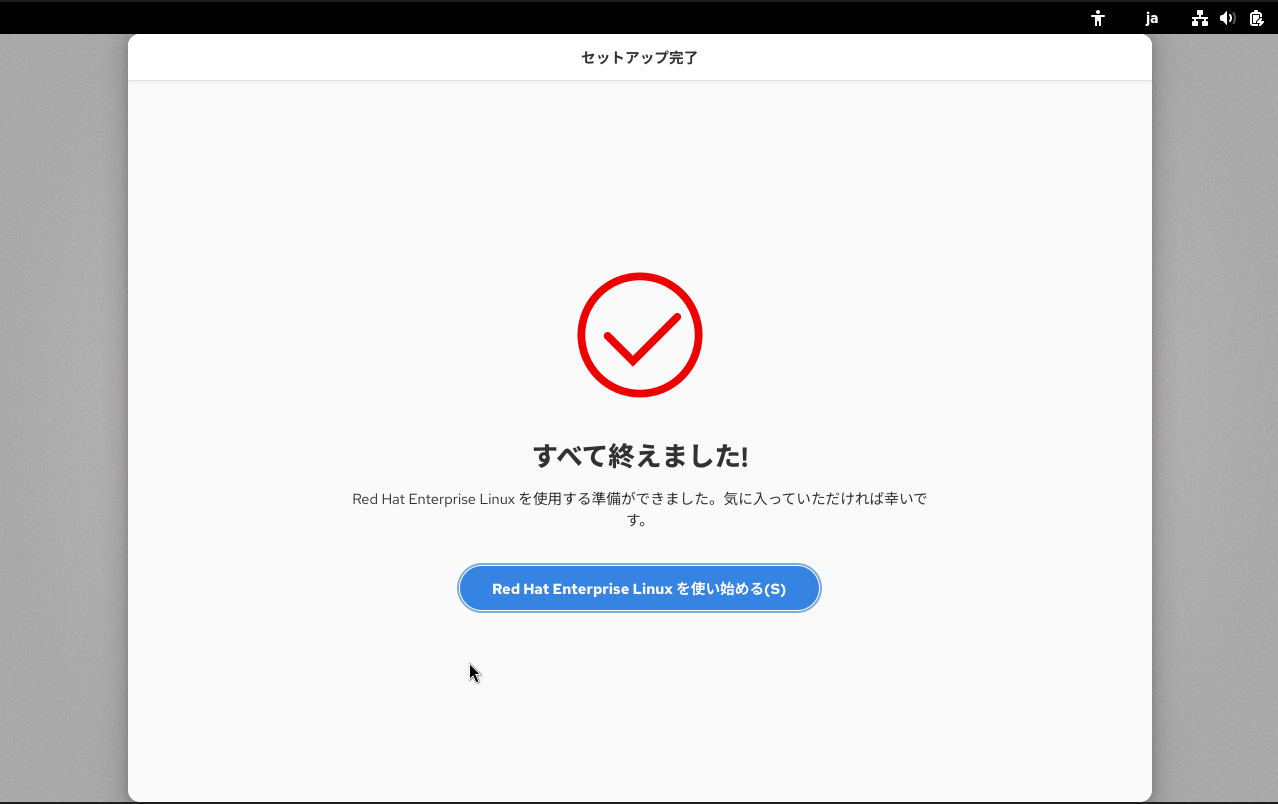 ja
セットアップ完了
すべて終えました!
Red Hat Enterprise Linux を使用する準備ができました。気に入っていただければ幸いで
す。
Red Hat Enterprise Linux を使い始める(S)